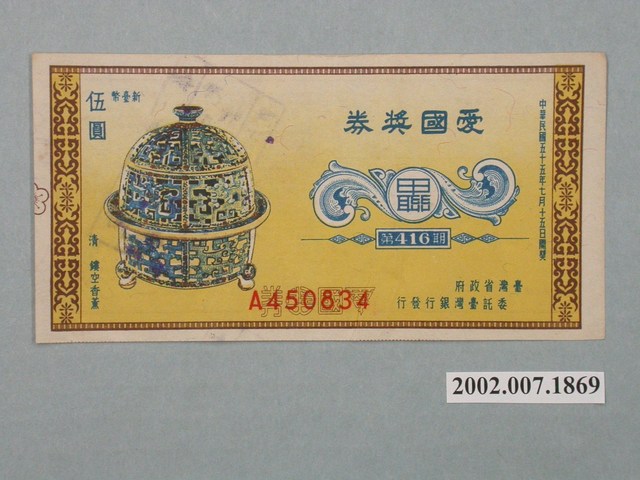 愛國獎券
新臺幣
伍圓
清 鏤空香薰
第416期
中華民國五十五年七月十五日開獎
臺灣省政府
委託臺灣銀行發行
A450834
2002.007.1869